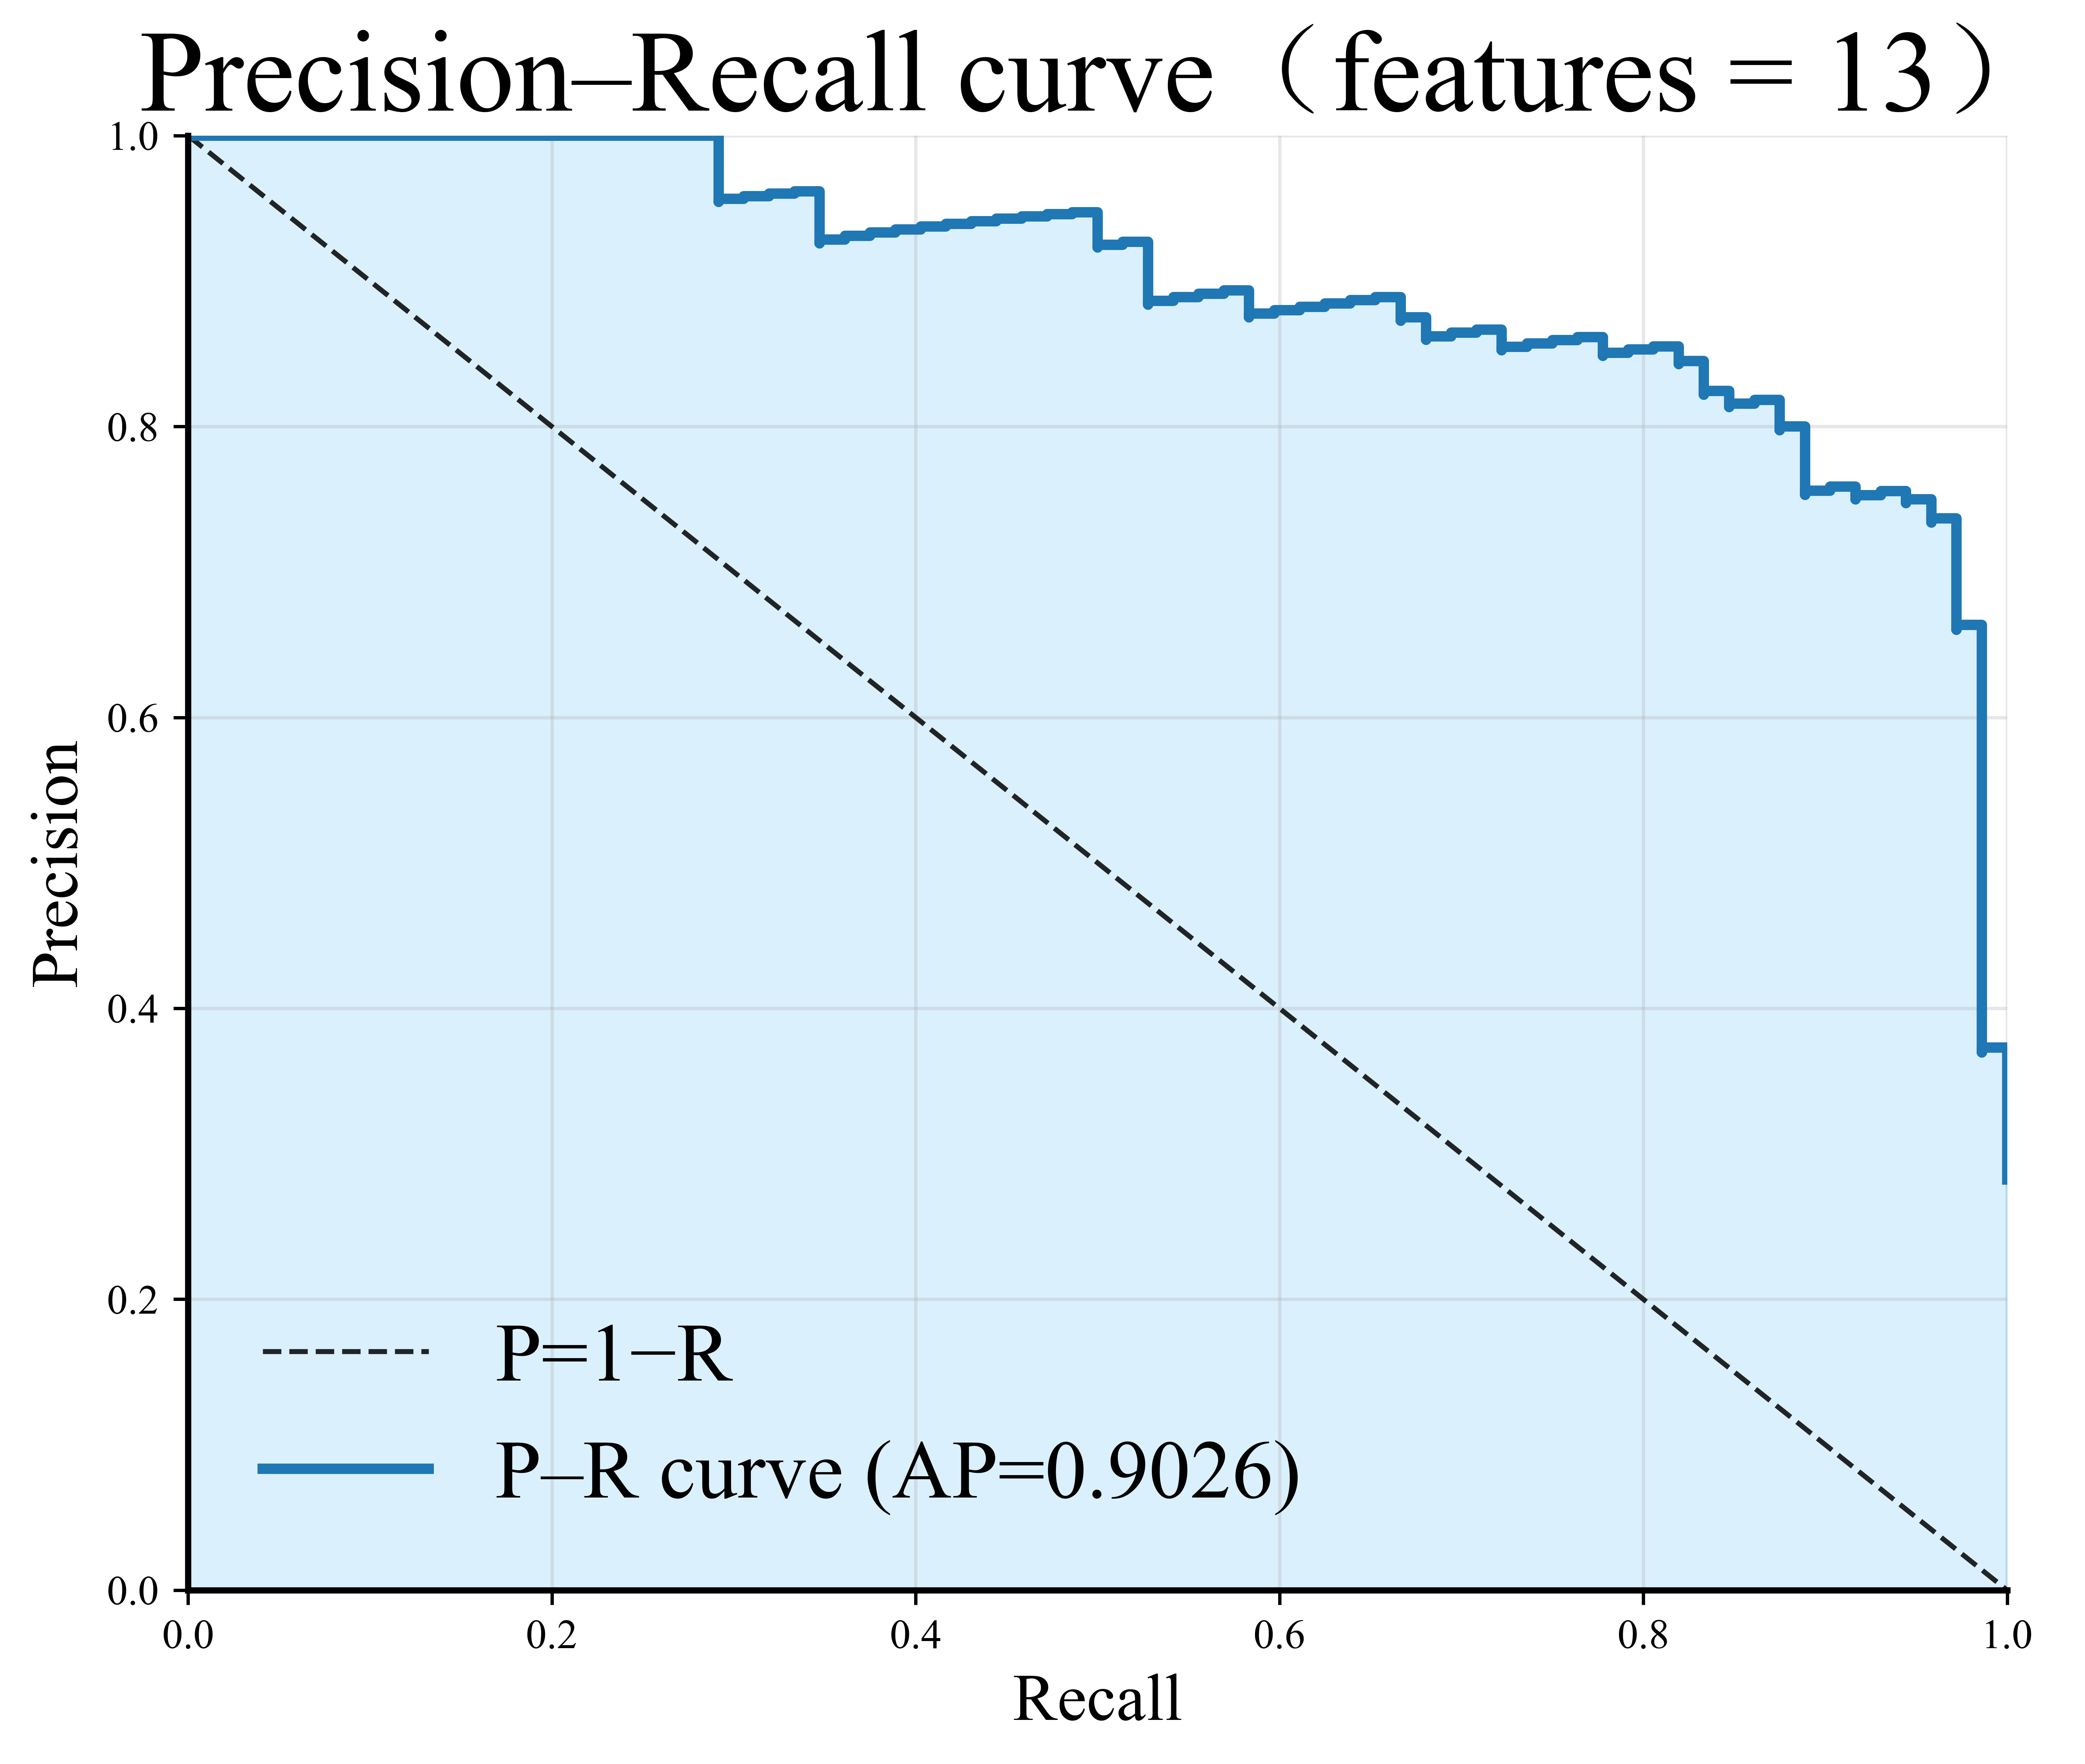 Precision–Recall curve（features = 13）
1.0
0.8
0.6
0.4
0.2
0.0
Precision
P=1−R
P–R curve (AP=0.9026)
0.0 0.2 0.4 0.6 0.8 1.0
Recall